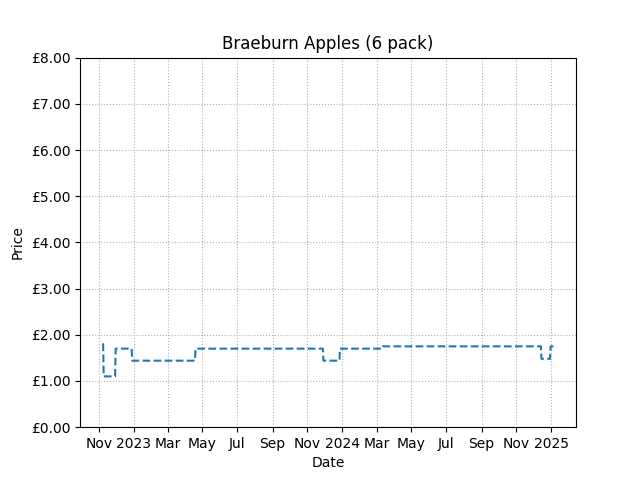 Braeburn Apples (6 pack)
£8.00
£7.00
£6.00
£5.00
£4.00
£3.00
£2.00
£1.00
£0.00
Price
Nov 2023 Mar May Jul Sep Nov 2024 Mar May Jul Sep Nov 2025
Date